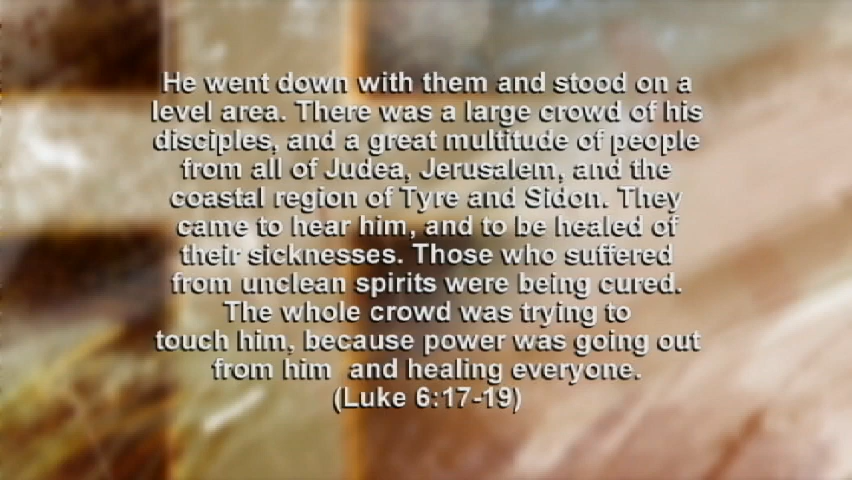 He went down with them and stood on a
level area. There was a large crowd of his
disciples, and a great multitude of people
from all of Judea, Jerusalem, and the
coastal region of Tyre and Sidon. They
came to hear him, and to be healed of
their sicknesses. Those who suffered
from unclean spirits were being cured.
The whole crowd was trying to
touch him, because power was going out
from him  and healing everyone.
(Luke 6:17-19)